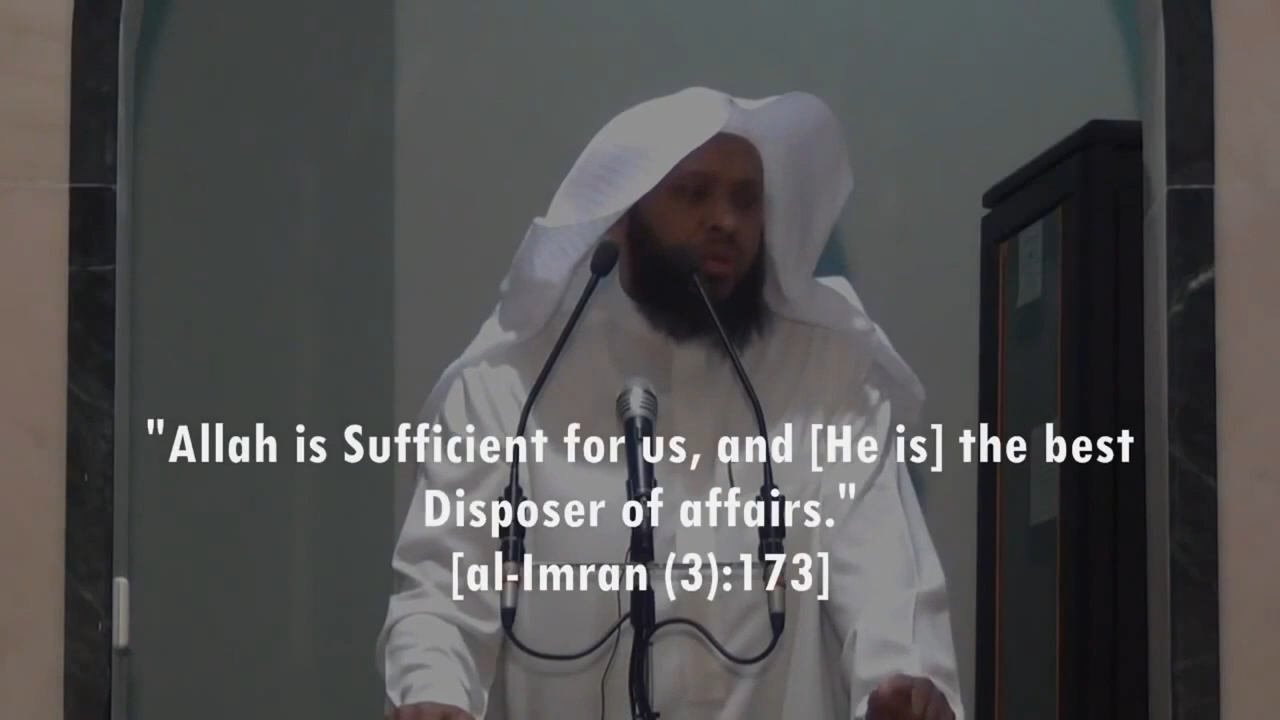 "Allah is Sufficient for us, and [He is] the best
Disposer of affairs."
[al-Imran (3):173]